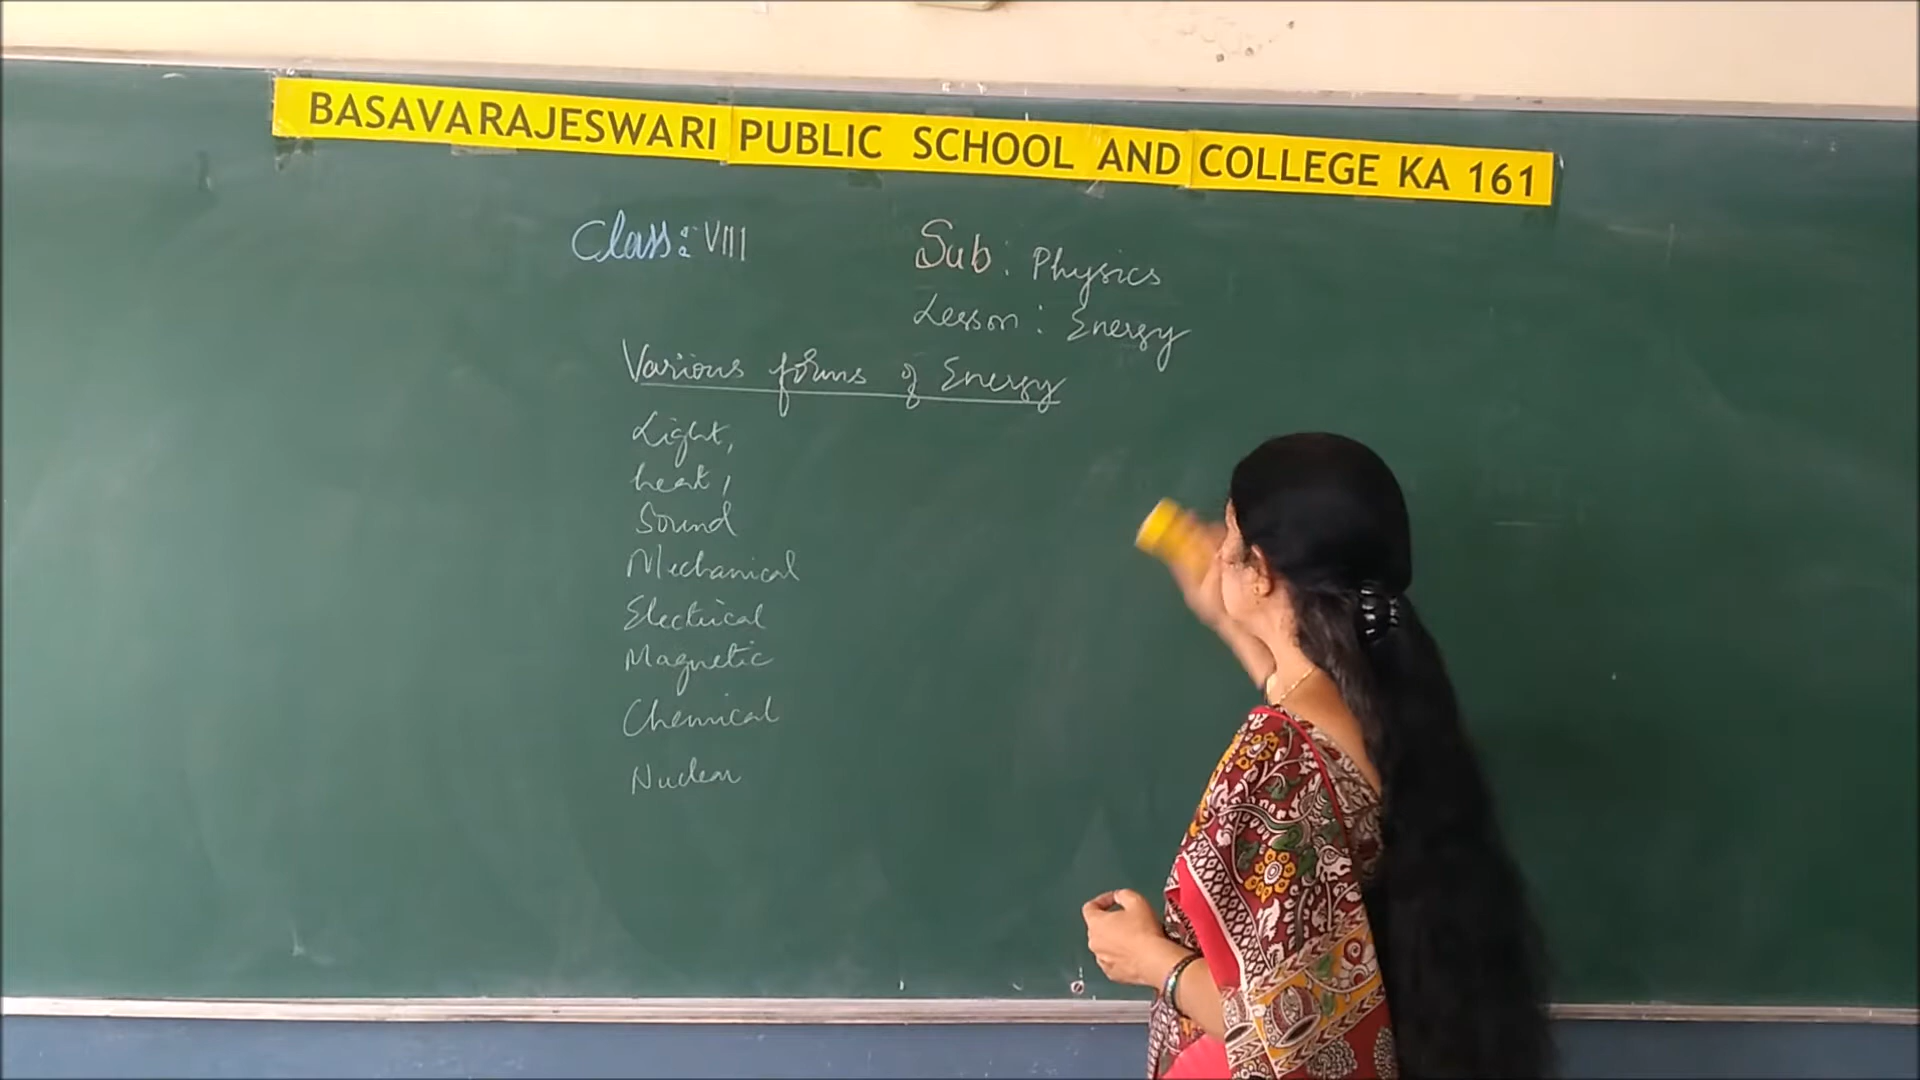 BASAVARAJESWARI PUBLIC SCHOOL AND COLLEGE KA 161
Class: VIII
Sub: Physics
Lesson: Energy
Various forms of Energy
Light,
heat,
Sound
Mechanical
Electrical
Magnetic
Chemical
Nuclear